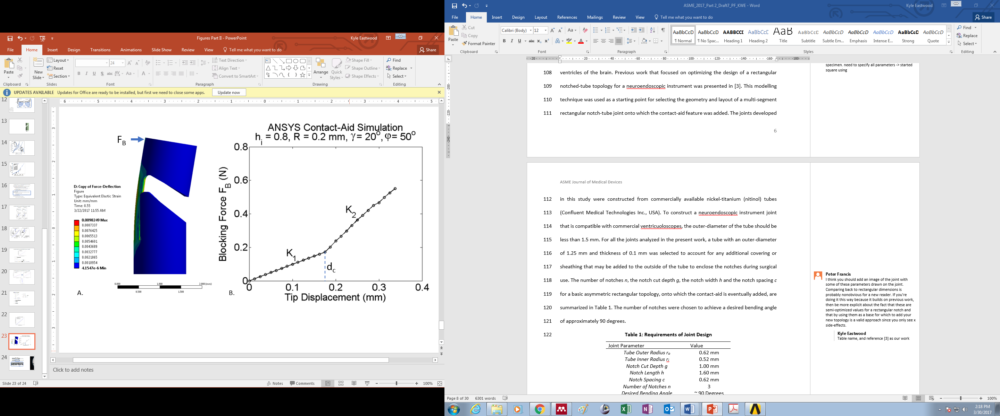 Figures Part II - PowerPoint
Kyle Eastwood
File Home Insert Design Transitions Animations Slide Show Review View Tell me what you want to do Share
Paste
Clipboard
New Slide
Layout
Reset
Section
Slides
24
Font
Text Direction
Align Text
Convert to SmartArt
Paragraph
Arrange
Quick Styles
Shape Fill
Shape Outline
Shape Effects
Drawing
Find
Replace
Select
Editing
UPDATES AVAILABLE Updates for Office are ready to be installed, but first we need to close some apps. Update now
6 5 4 3 2 1 0 1 2 3 4 5
12
13
14
15
16
17
18
19
20
21
22
23
24
F_B
D: Copy of Force-Deflection
Figure
Type: Equivalent Elastic Strain
Unit: mm/mm
Time: 0.55
3/22/2017 11:55 AM
0.0098249 Max
0.0087337
0.0076425
0.0065513
0.0054601
0.0043689
0.0032777
0.0021865
0.0010954
4.1547e-6 Min
0.000 1.000 2.000 (mm)
0.500 1.500
A.
ANSYS Contact-Aid Simulation
h_i = 0.8, R = 0.2 mm, γ = 20°, φ= 50°
Blocking Force F_B (N)
0.8
0.6
0.4
0.2
0
K_1
K_2
d_c
0 0.1 0.2 0.3 0.4
Tip Displacement (mm)
B.
Click to add notes
Slide 23 of 24
Notes Comments 100%
ASME_2017_Part 2_Draft7_PF_KWE - Word
Kyle Eastwood
File Home Insert Design Layout References Mailings Review View Tell me what you want to do Share
Paste
Cut
Copy
Format Painter
Clipboard
Calibri (Body) 12
Font
Paragraph
AaBbCcD AaBbCcD AABBCCI AaBbCcE AaB AaBbCcD AaBbCcD AaBbCcD AaBbCcD AaBbCcD AaBbCcD
¶ Normal ¶ No Spac... Heading 1 Heading 2 Title Subtitle Subtle Em... Emphasis Intense E... Strong Quote
Styles
Find
Replace
Select
Editing
20 20 40 60 80 100 120 140 160 180
specimen. need to specify all parameters -> started
square using
108 ventricles of the brain. Previous work that focused on optimizing the design of a rectangular
109 notched-tube topology for a neuroendoscopic instrument was presented in [3]. This modelling
110 technique was used as a starting point for selecting the geometry and layout of a multi-segment
111 rectangular notch-tube joint onto which the contact-aid feature was added. The joints developed
6
ASME Journal of Medical Devices
112 in this study were constructed from commercially available nickel-titanium (nitinol) tubes
113 (Confluent Medical Technologies Inc., USA). To construct a neuroendoscopic instrument joint
114 that is compatible with commercial ventricuoloscopes, the outer-diameter of the tube should be
115 less than 1.5 mm. For all the joints analyzed in the present work, a tube with an outer-diameter
116 of 1.25 mm and thickness of 0.1 mm was selected to account for any additional covering or
117 sheathing that may be added to the outside of the tube to enclose the notches during surgical
118 use. The number of notches n, the notch cut depth g, the notch width h and the notch spacing c
119 for a basic asymmetric rectangular topology, onto which the contact-aid is eventually added, are
120 summarized in Table 1. The number of notches were chosen to achieve a desired bending angle
121 of approximately 90 degrees.
122 Table 1: Requirements of Joint Design
Joint Parameter Value
Tube Outer Radius r_o 0.62 mm
Tube Inner Radius r_i 0.52 mm
Notch Cut Depth g 1.00 mm
Notch Length h 1.60 mm
Notch Spacing c 0.62 mm
Number of Notches n 3
Desired Bending Angle ~ 90 Degrees
Peter Francis
I think you should add an image of the joint with
some of these parameters drawn on the joint.
Comparing back to rectangular dimensions is
probably nonobvious for a new reader. If you're
doing it this way because it builds on previous work,
then be more explicit about the fact that these are
semi-optimized values for a rectangular notch and
that by using them as a base for which to add your
new topology is a valid approach since you only see x
side-effects.
Kyle Eastwood
Table name, and reference [3] as our work
Page 8 of 30 6301 words
100%
2:18 PM
3/30/2017